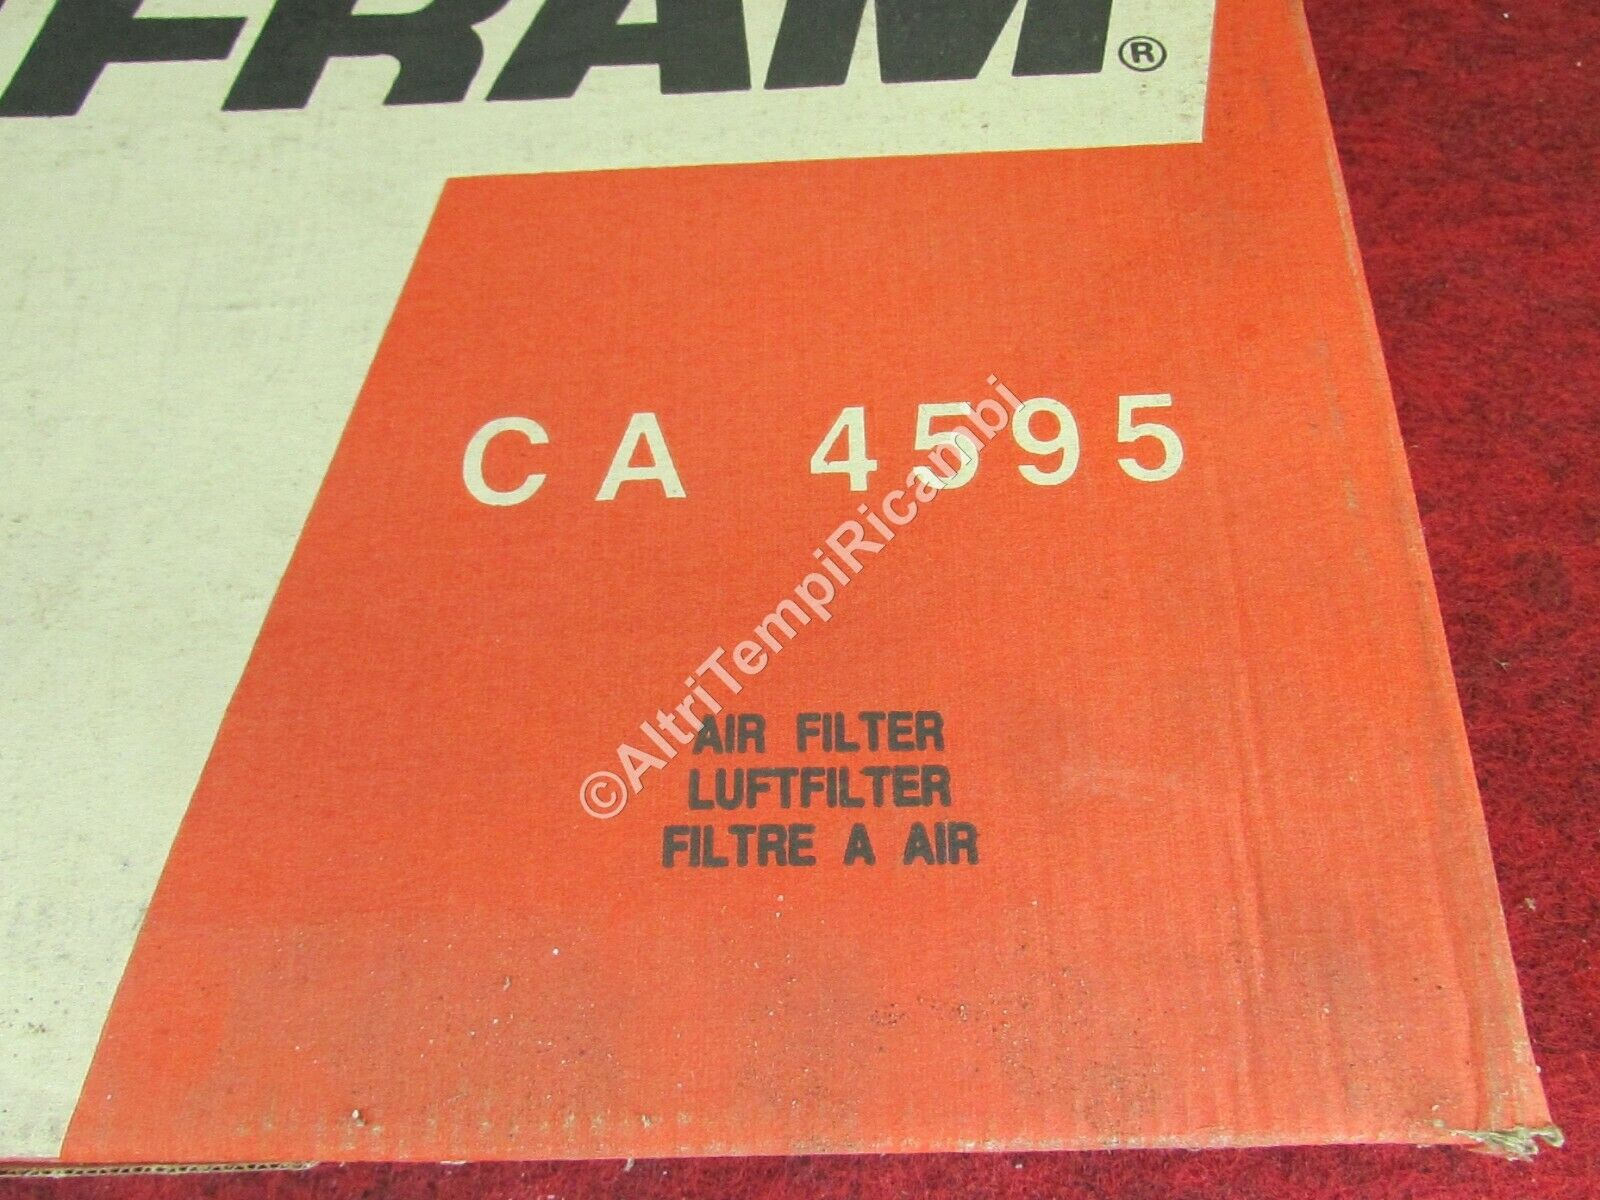 FRAM®
CA 4595
©AltriTempiRicambi
AIR FILTER
LUFTFILTER
FILTRE A AIR